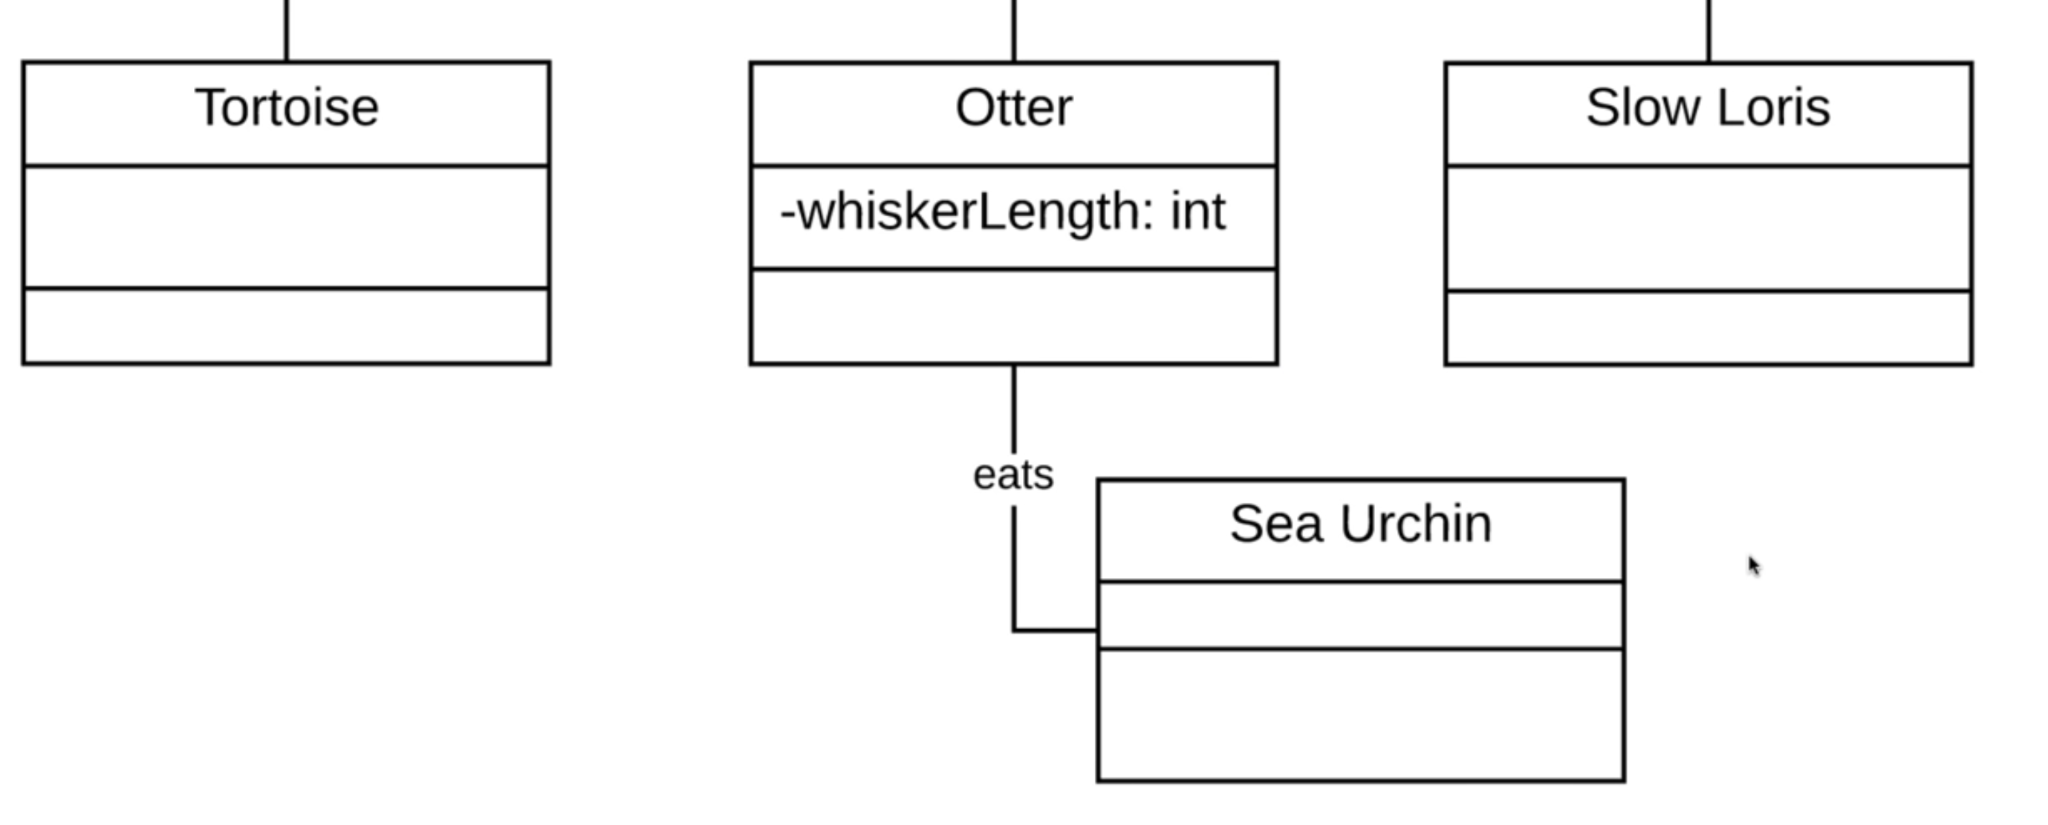 Tortoise
Otter
Slow Loris
-whiskerLength: int
eats
Sea Urchin